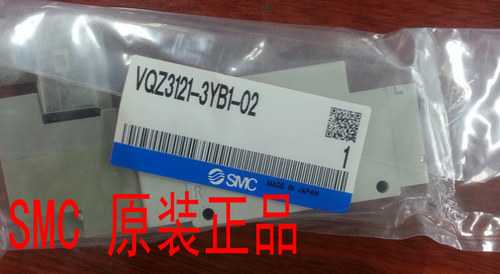 VQZ3121-3YB1-02
1
SMC
MADE IN JAPAN
R
SMC 原装正品